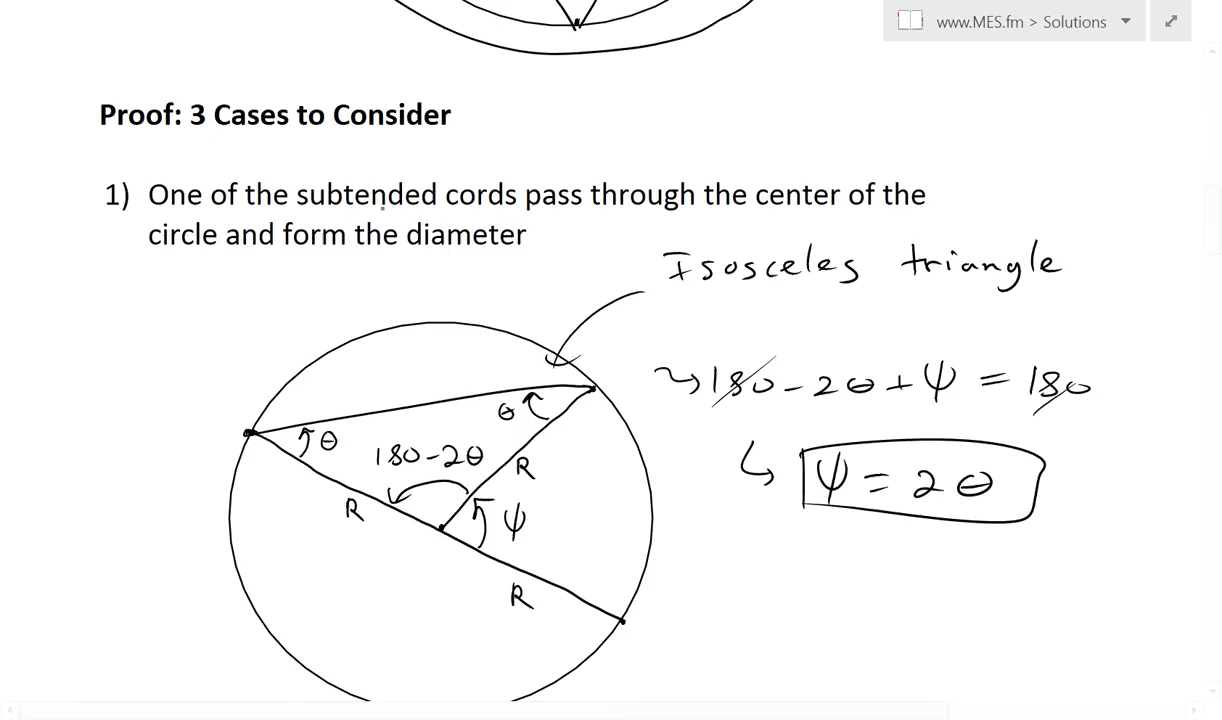 www.MES.fm > Solutions
Proof: 3 Cases to Consider
1) One of the subtended cords pass through the center of the
circle and form the diameter
Isosceles triangle
180 - 2θ + ψ = 180
θ
θ
180-2θ
R
ψ = 2θ
R
ψ
R